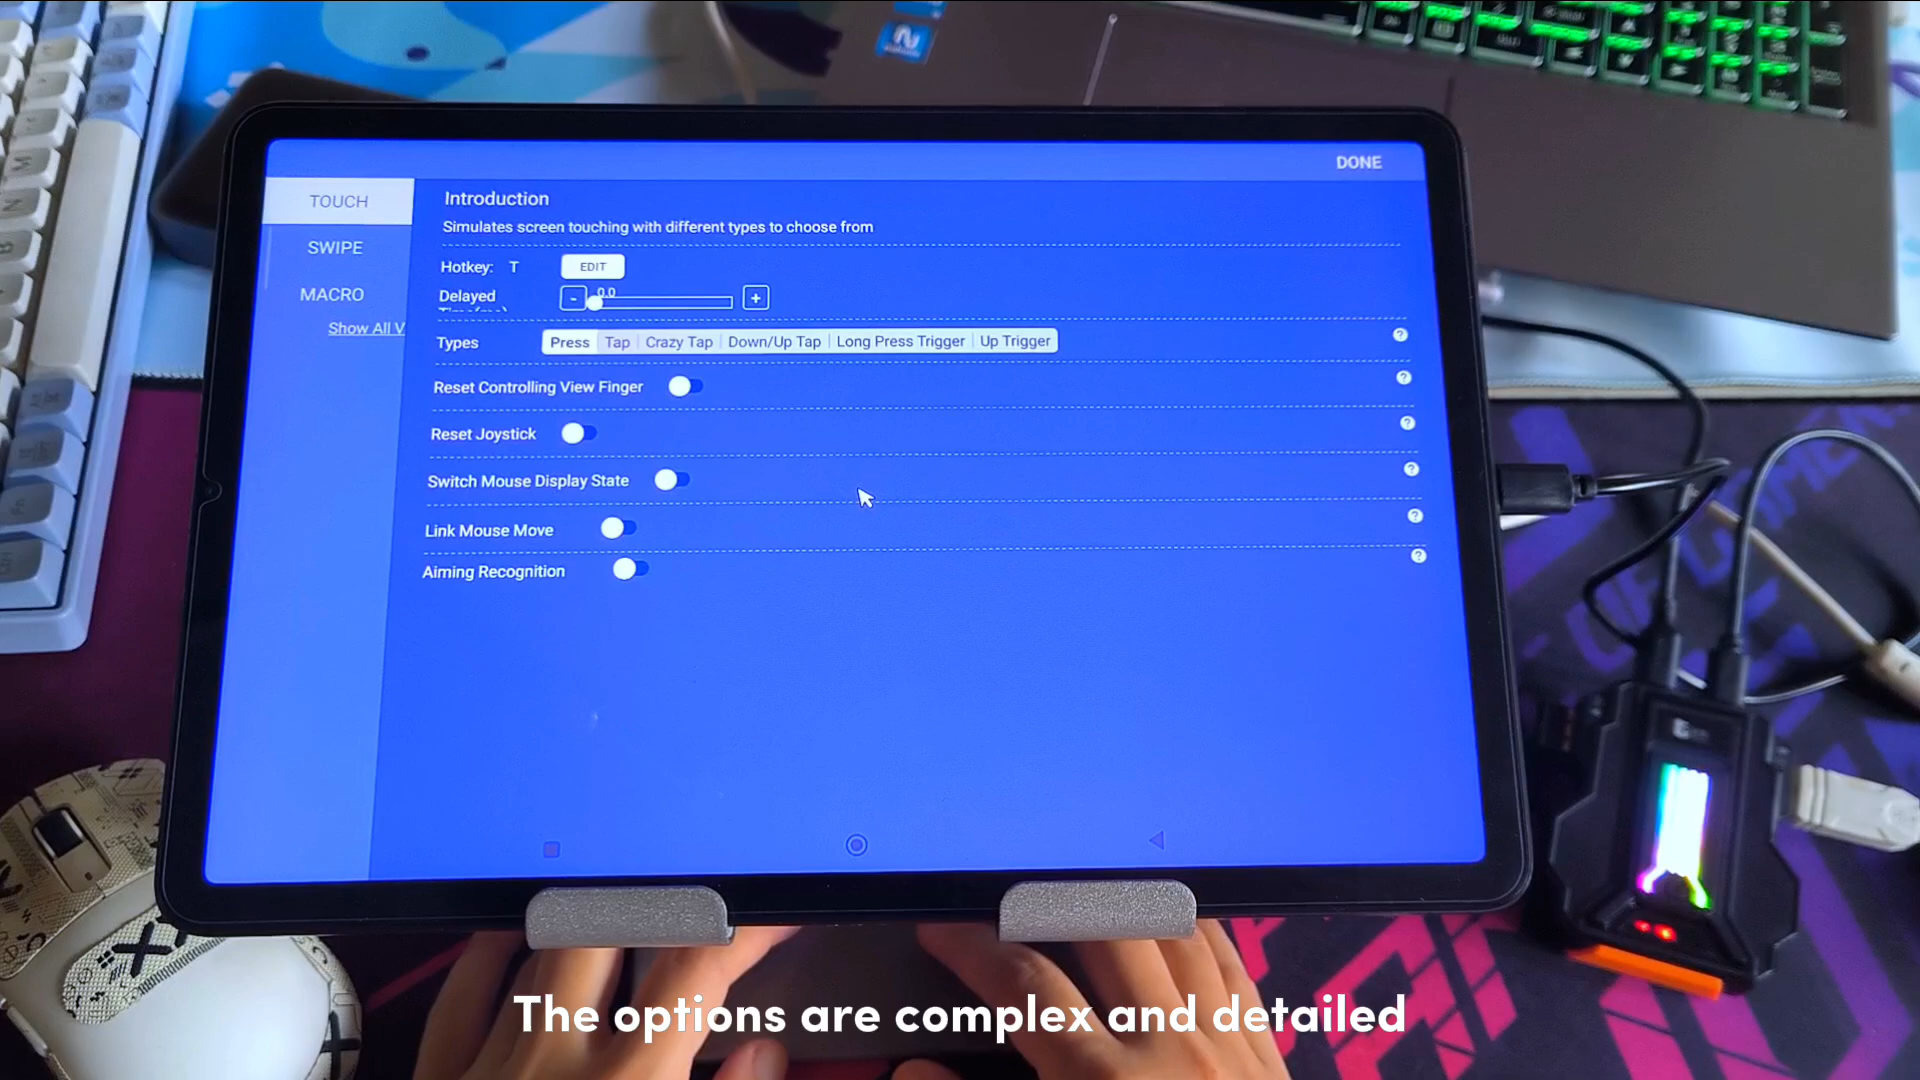 DONE
TOUCH
SWIPE
MACRO
Show All V
Introduction
Simulates screen touching with different types to choose from
Hotkey: T EDIT
Delayed - 0.0 +
Types Press Tap Crazy Tap Down/Up Tap Long Press Trigger Up Trigger ?
Reset Controlling View Finger ?
Reset Joystick ?
Switch Mouse Display State ?
Link Mouse Move ?
Aiming Recognition ?
The options are complex and detailed